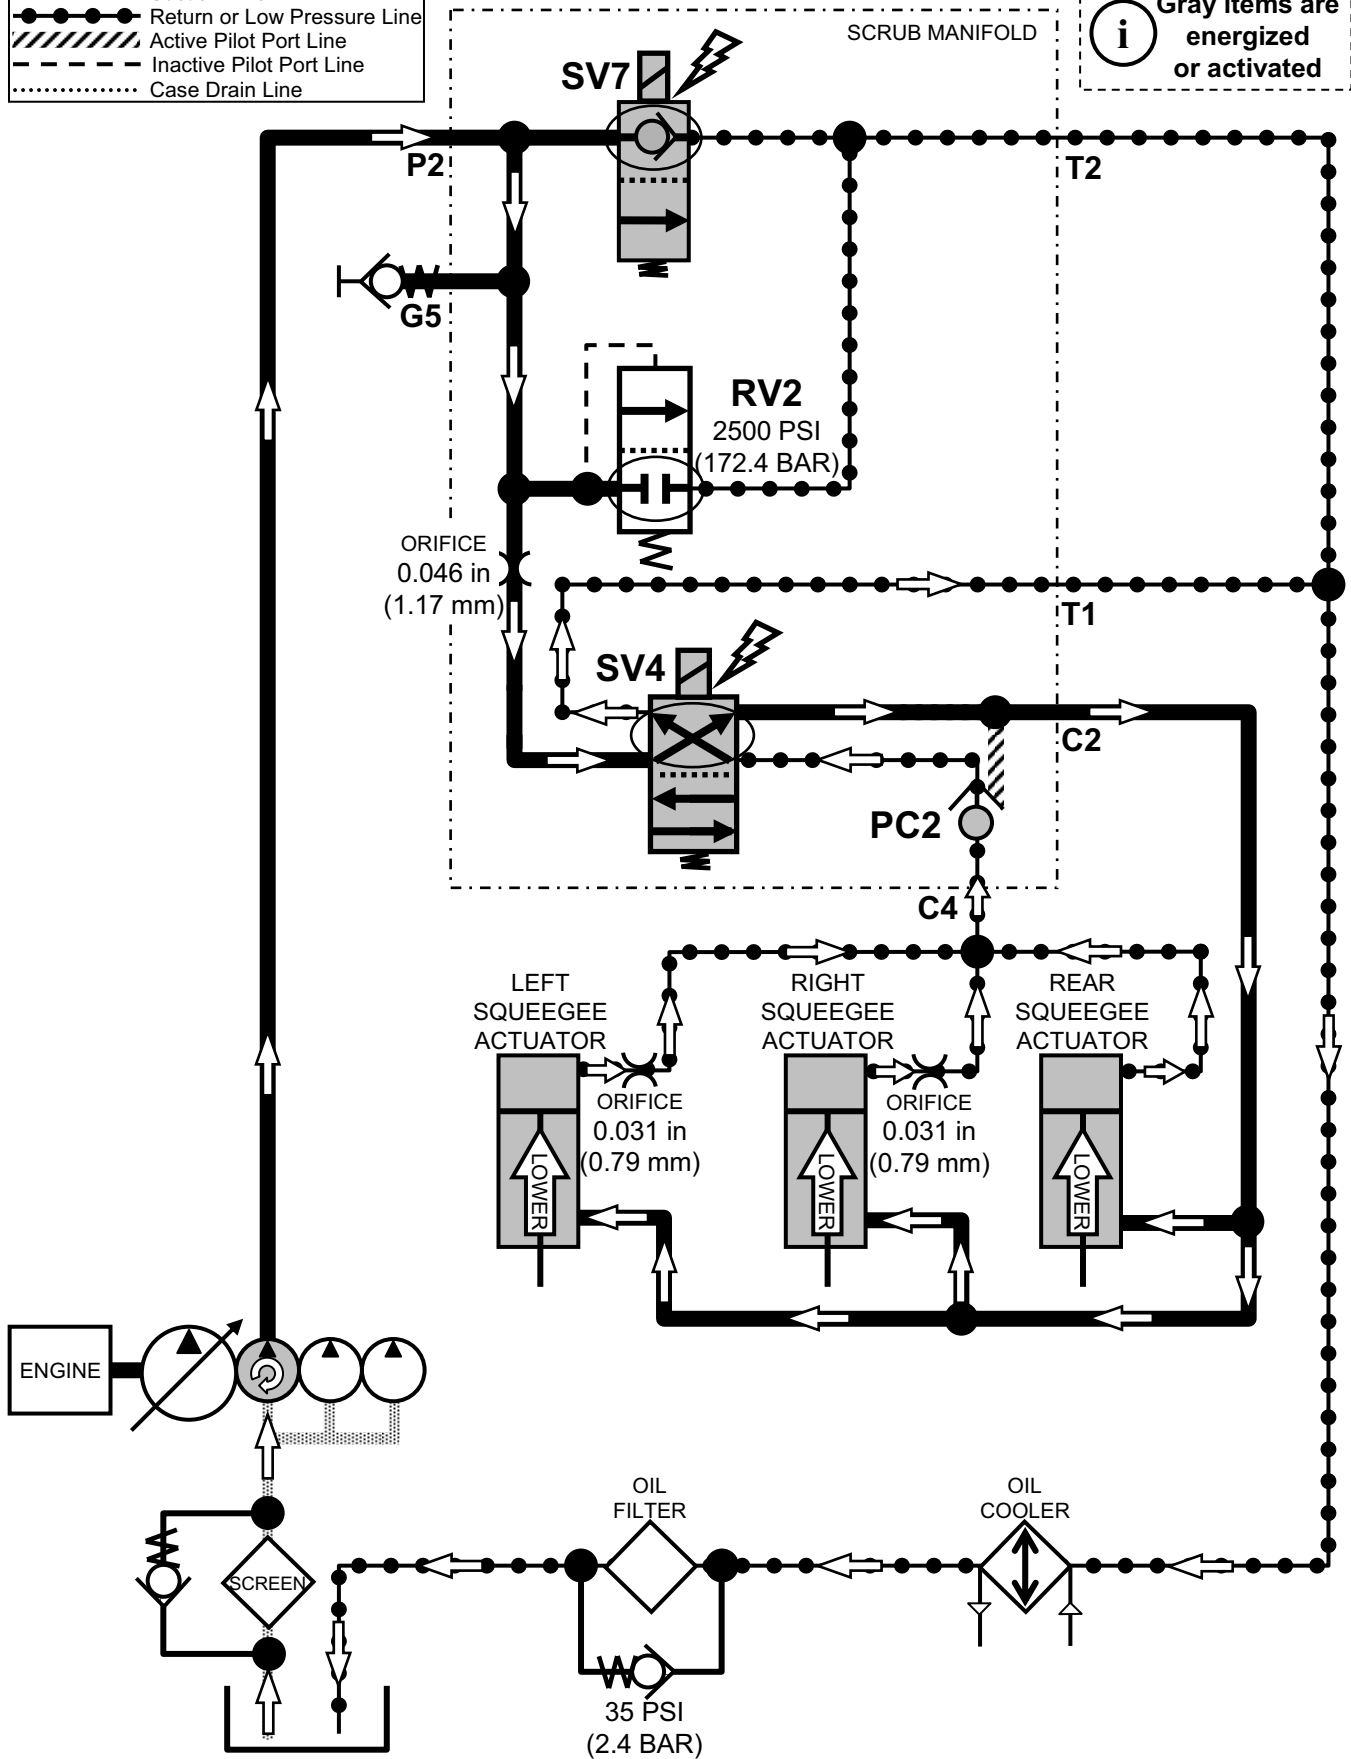 Return or Low Pressure Line
Active Pilot Port Line
Inactive Pilot Port Line
Case Drain Line
SCRUB MANIFOLD
Gray items are
energized
or activated
i
SV7
P2
T2
G5
RV2
2500 PSI
(172.4 BAR)
ORIFICE
0.046 in
(1.17 mm)
T1
SV4
C2
PC2
C4
LEFT
SQUEEGEE
ACTUATOR
RIGHT
SQUEEGEE
ACTUATOR
REAR
SQUEEGEE
ACTUATOR
ORIFICE
0.031 in
(0.79 mm)
ORIFICE
0.031 in
(0.79 mm)
LOWER
LOWER
LOWER
ENGINE
OIL
FILTER
OIL
COOLER
SCREEN
35 PSI
(2.4 BAR)